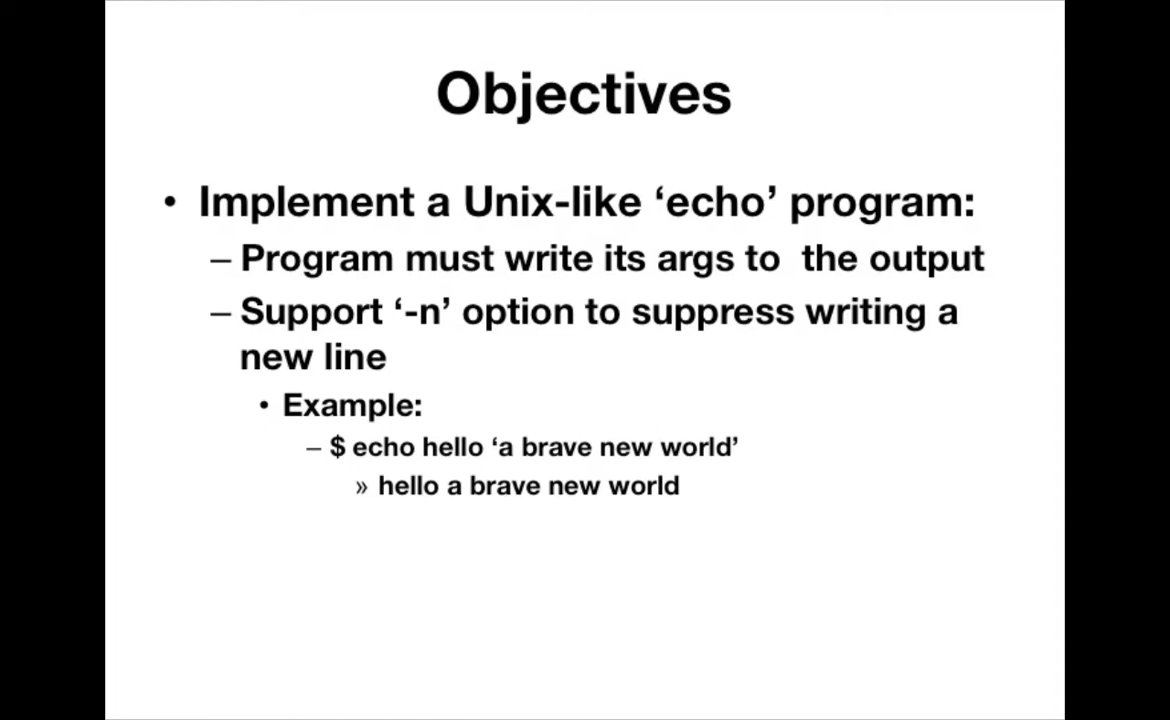 Objectives
• Implement a Unix-like ‘echo’ program:
– Program must write its args to the output
– Support ‘-n’ option to suppress writing a
new line
• Example:
– $ echo hello ‘a brave new world’
» hello a brave new world